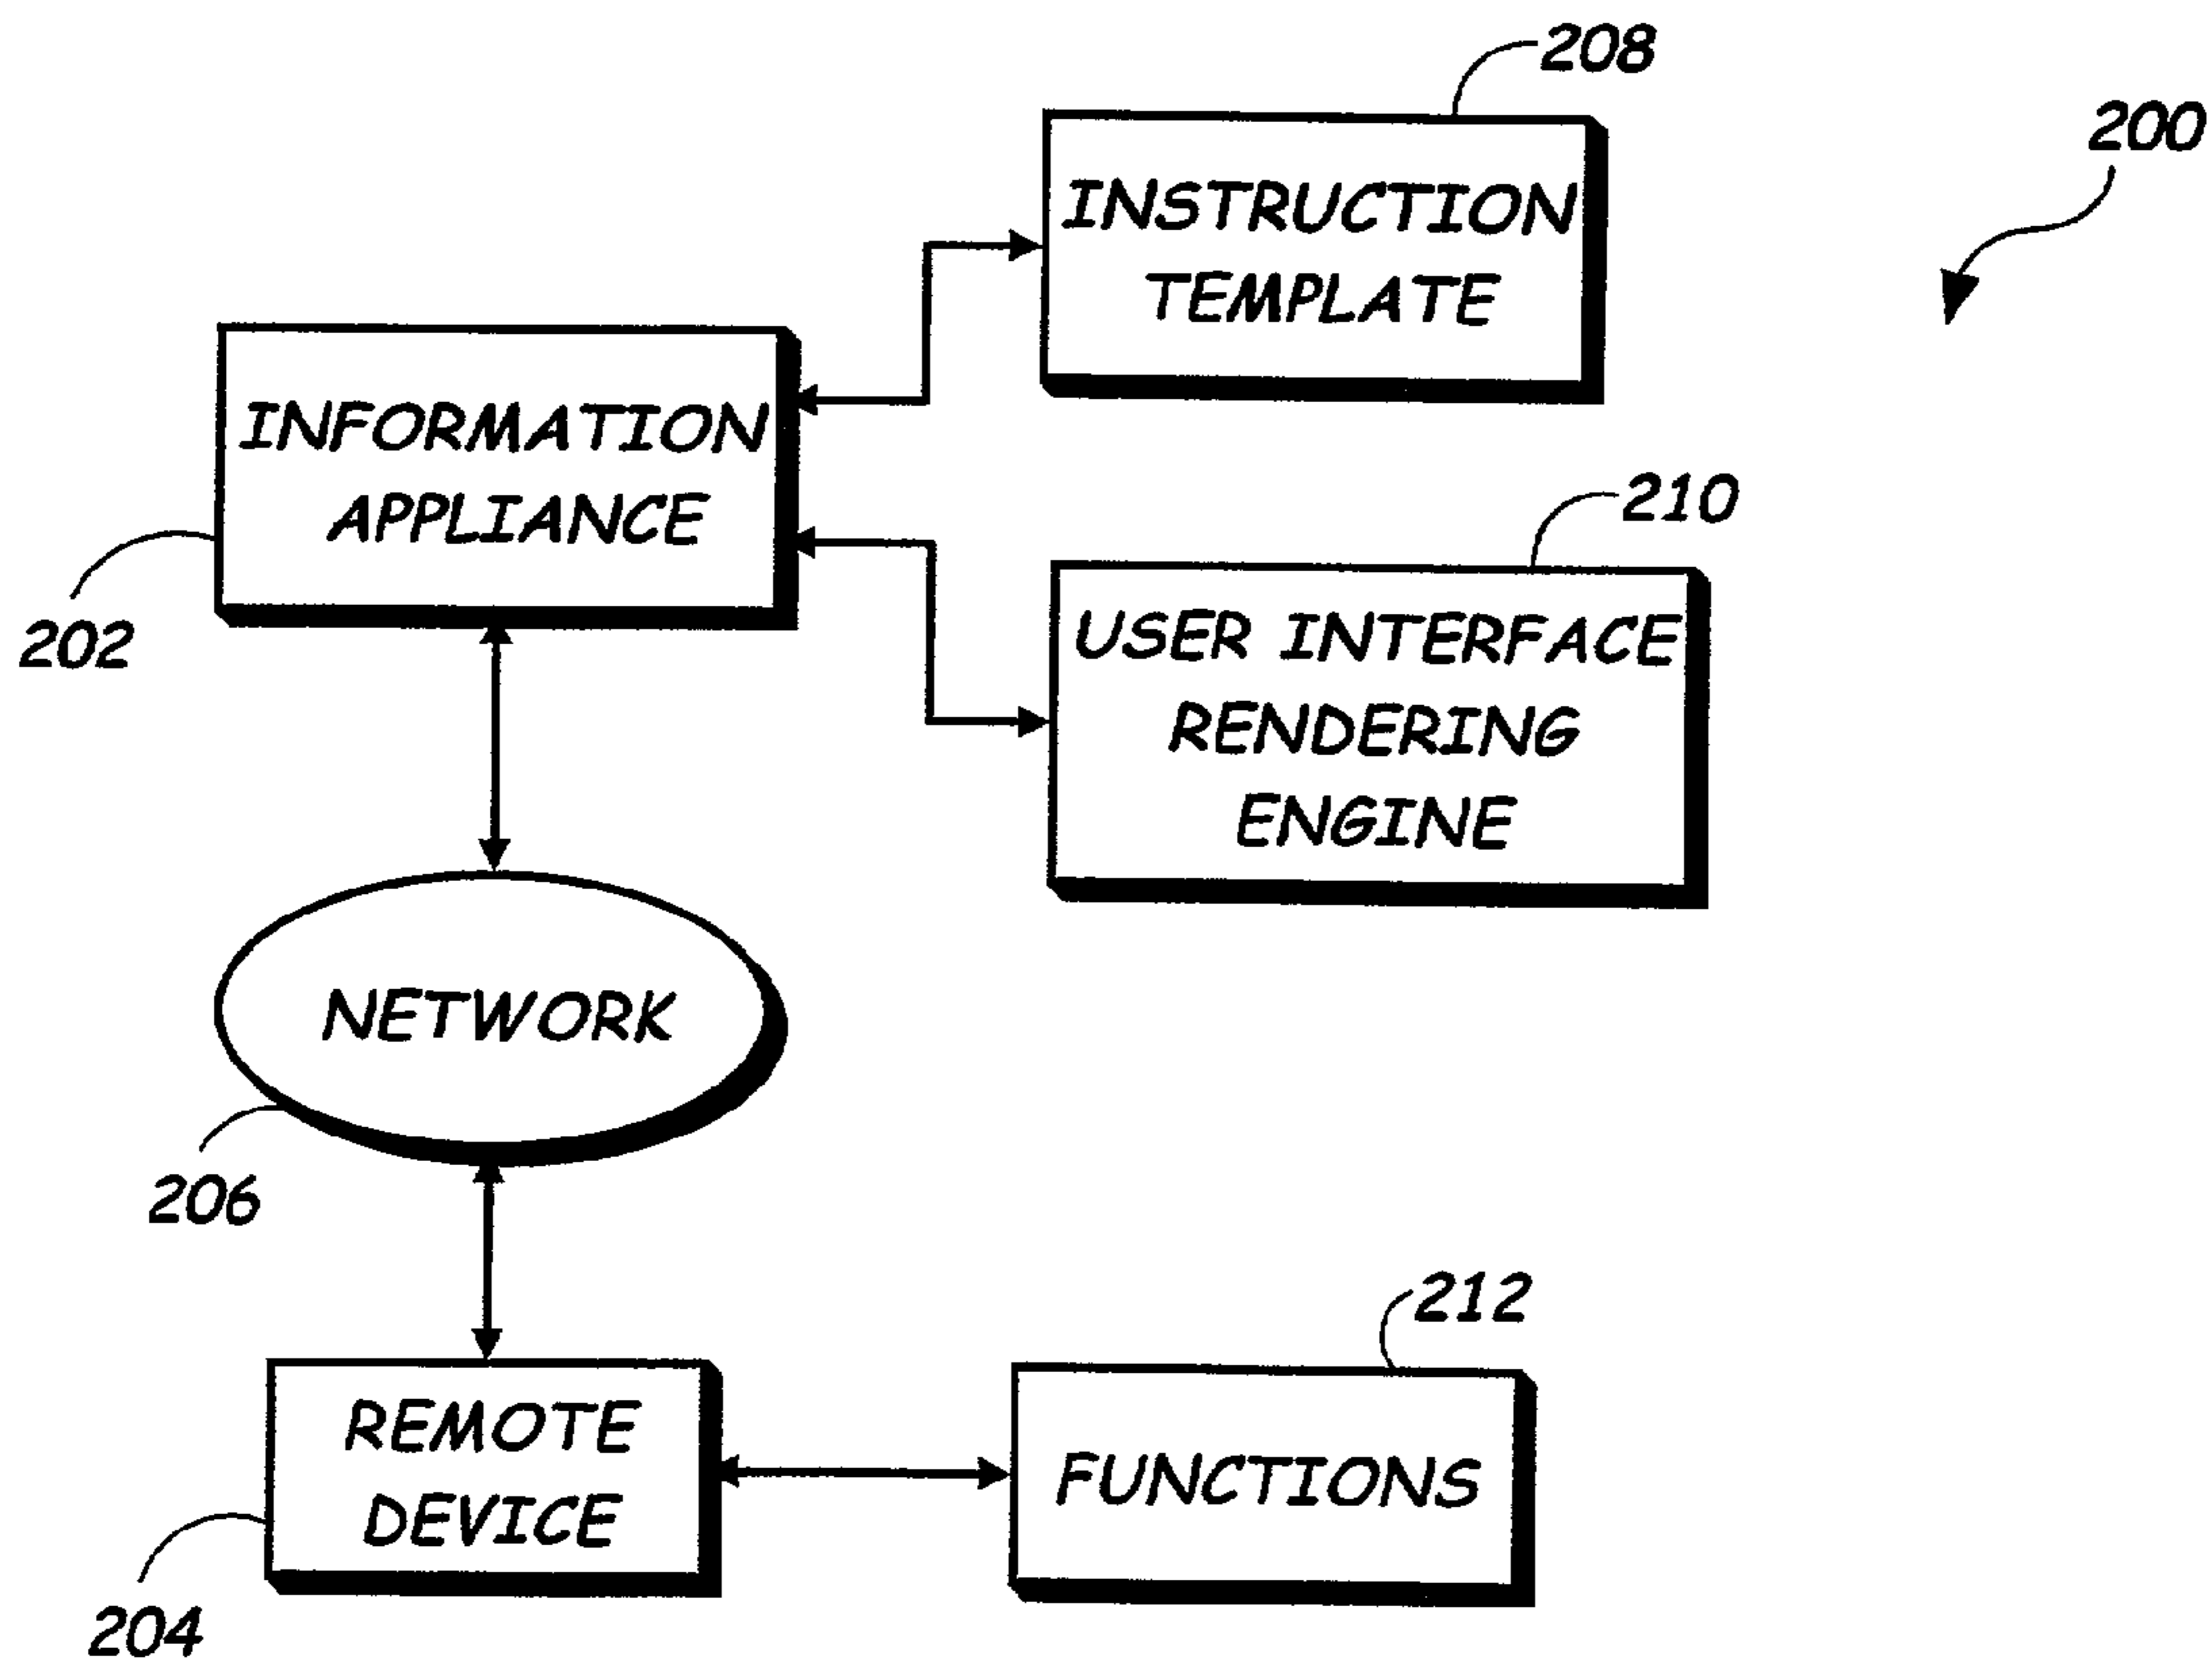 208
200
INSTRUCTION
TEMPLATE
INFORMATION
APPLIANCE
202
210
USER INTERFACE
RENDERING
ENGINE
NETWORK
206
212
REMOTE
DEVICE
204
FUNCTIONS